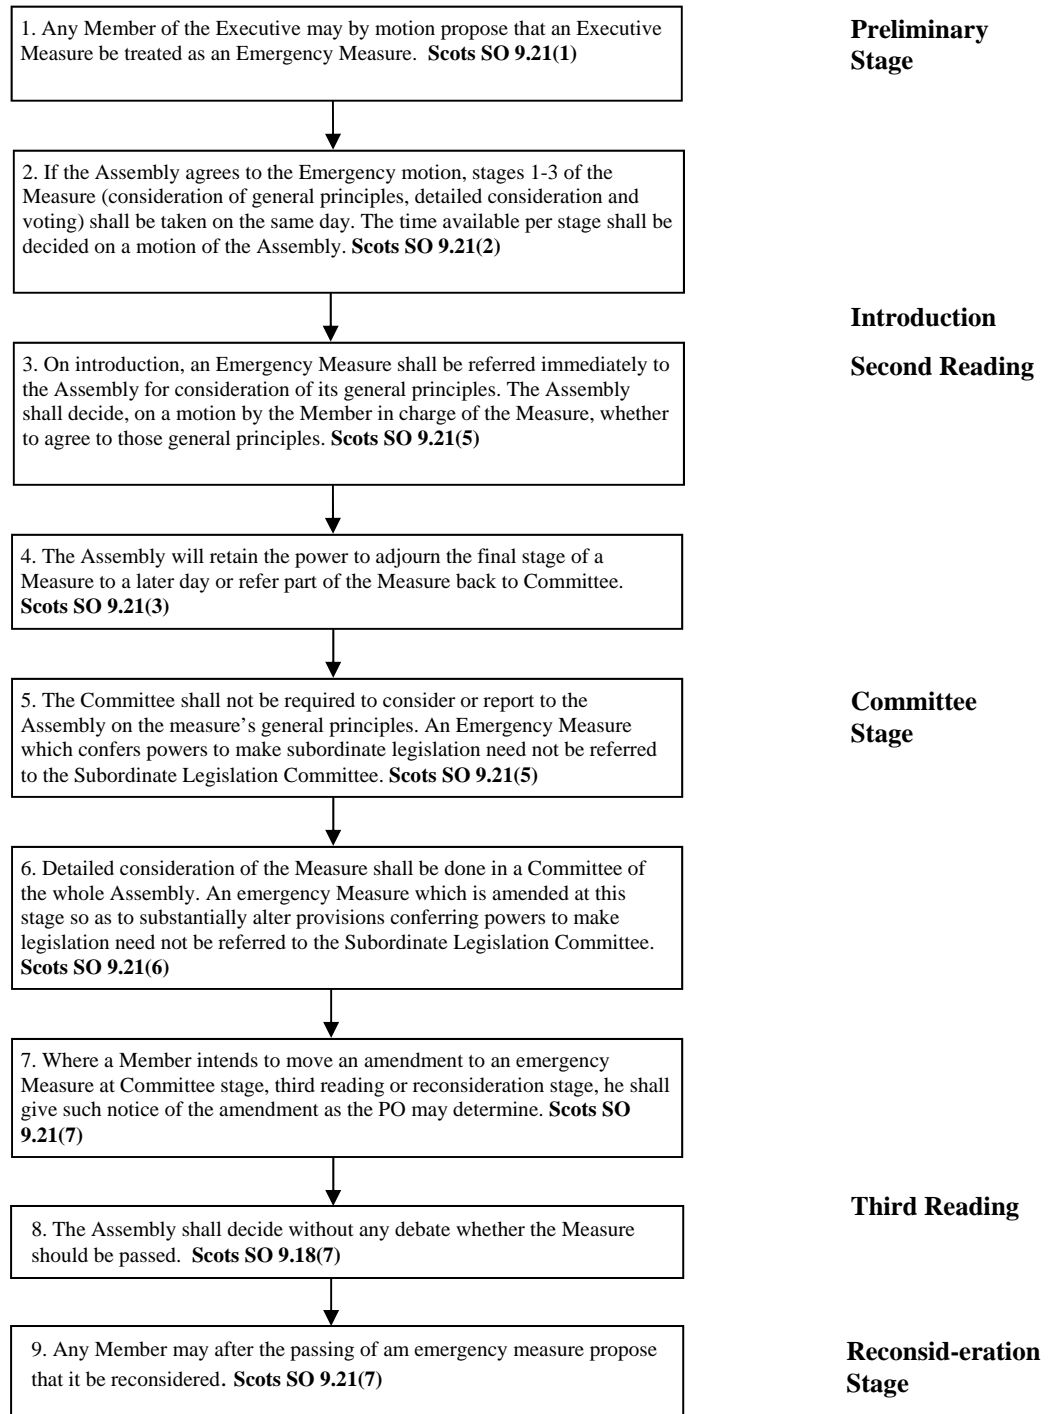 1. Any Member of the Executive may by motion propose that an Executive
Measure be treated as an Emergency Measure. Scots SO 9.21(1)
Preliminary
Stage
2. If the Assembly agrees to the Emergency motion, stages 1-3 of the
Measure (consideration of general principles, detailed consideration and
voting) shall be taken on the same day. The time available per stage shall be
decided on a motion of the Assembly. Scots SO 9.21(2)
Introduction
Second Reading
3. On introduction, an Emergency Measure shall be referred immediately to
the Assembly for consideration of its general principles. The Assembly
shall decide, on a motion by the Member in charge of the Measure, whether
to agree to those general principles. Scots SO 9.21(5)
4. The Assembly will retain the power to adjourn the final stage of a
Measure to a later day or refer part of the Measure back to Committee.
Scots SO 9.21(3)
5. The Committee shall not be required to consider or report to the
Assembly on the measure’s general principles. An Emergency Measure
which confers powers to make subordinate legislation need not be referred
to the Subordinate Legislation Committee. Scots SO 9.21(5)
Committee
Stage
6. Detailed consideration of the Measure shall be done in a Committee of
the whole Assembly. An emergency Measure which is amended at this
stage so as to substantially alter provisions conferring powers to make
legislation need not be referred to the Subordinate Legislation Committee.
Scots SO 9.21(6)
7. Where a Member intends to move an amendment to an emergency
Measure at Committee stage, third reading or reconsideration stage, he shall
give such notice of the amendment as the PO may determine. Scots SO
9.21(7)
Third Reading
8. The Assembly shall decide without any debate whether the Measure
should be passed. Scots SO 9.18(7)
9. Any Member may after the passing of am emergency measure propose
that it be reconsidered. Scots SO 9.21(7)
Reconsid-eration
Stage